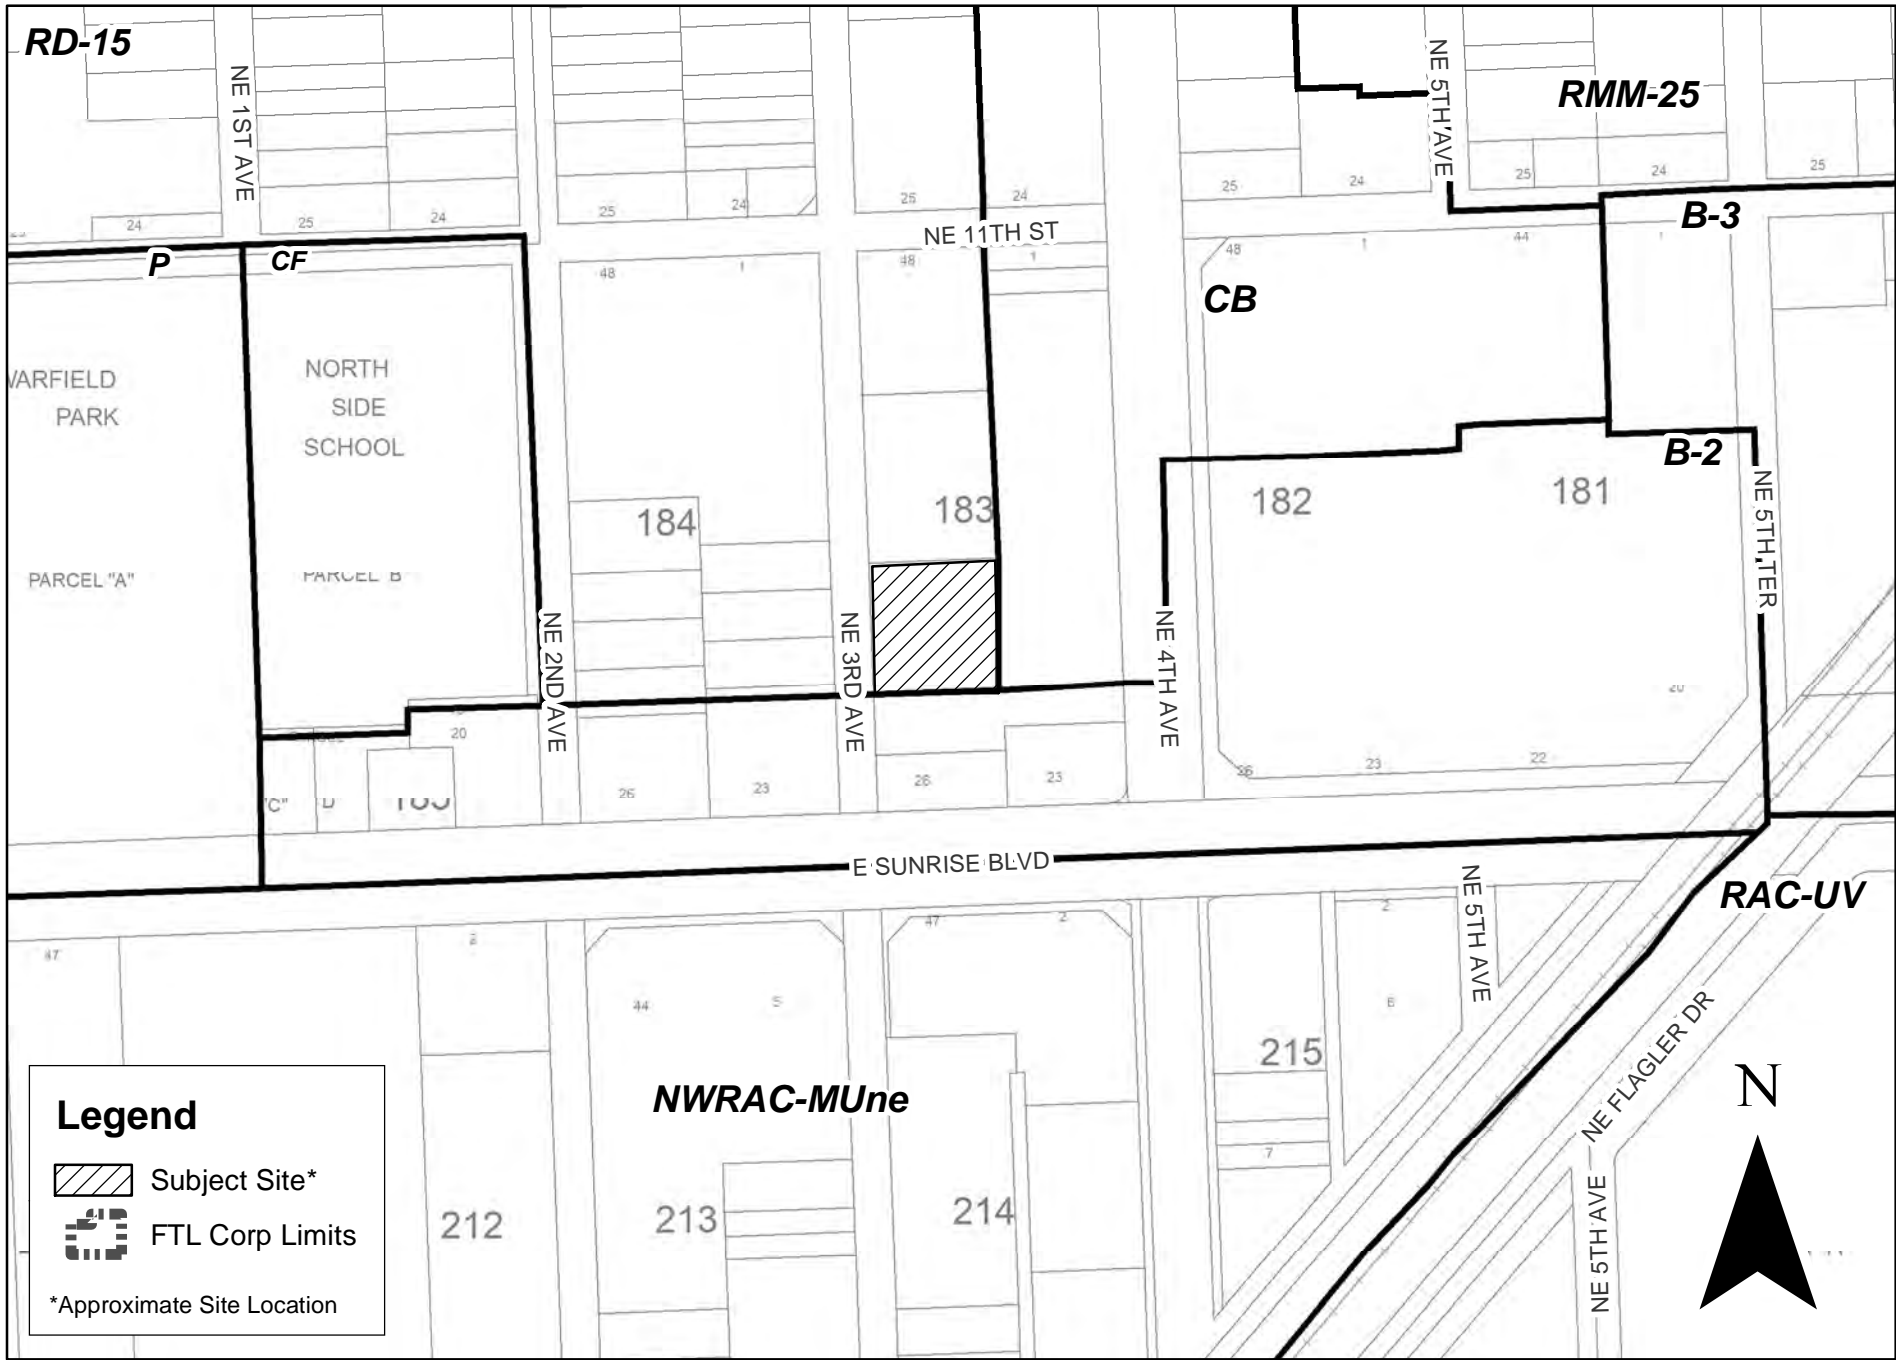 RD-15
NE 1ST AVE
NE 5TH AVE
RMM-25
24
25
24
25
24
25
24
25
24
25
24
25
B-3
NE 11TH ST
P
CF
48
1
48
1
48
1
44
1
CB
WARFIELD
PARK
NORTH
SIDE
SCHOOL
B-2
184
183
182
181
NE 5TH TER
PARCEL "A"
PARCEL "B"
NE 2ND AVE
NE 3RD AVE
NE 4TH AVE
20
20
"C"
D
26
23
26
23
26
23
22
E SUNRISE BLVD
NE 5TH AVE
RAC-UV
47
2
47
2
2
44
5
6
215
7
NWRAC-MUne
NE FLAGLER DR
N
212
213
214
NE 5TH AVE
Legend
Subject Site*
FTL Corp Limits
*Approximate Site Location